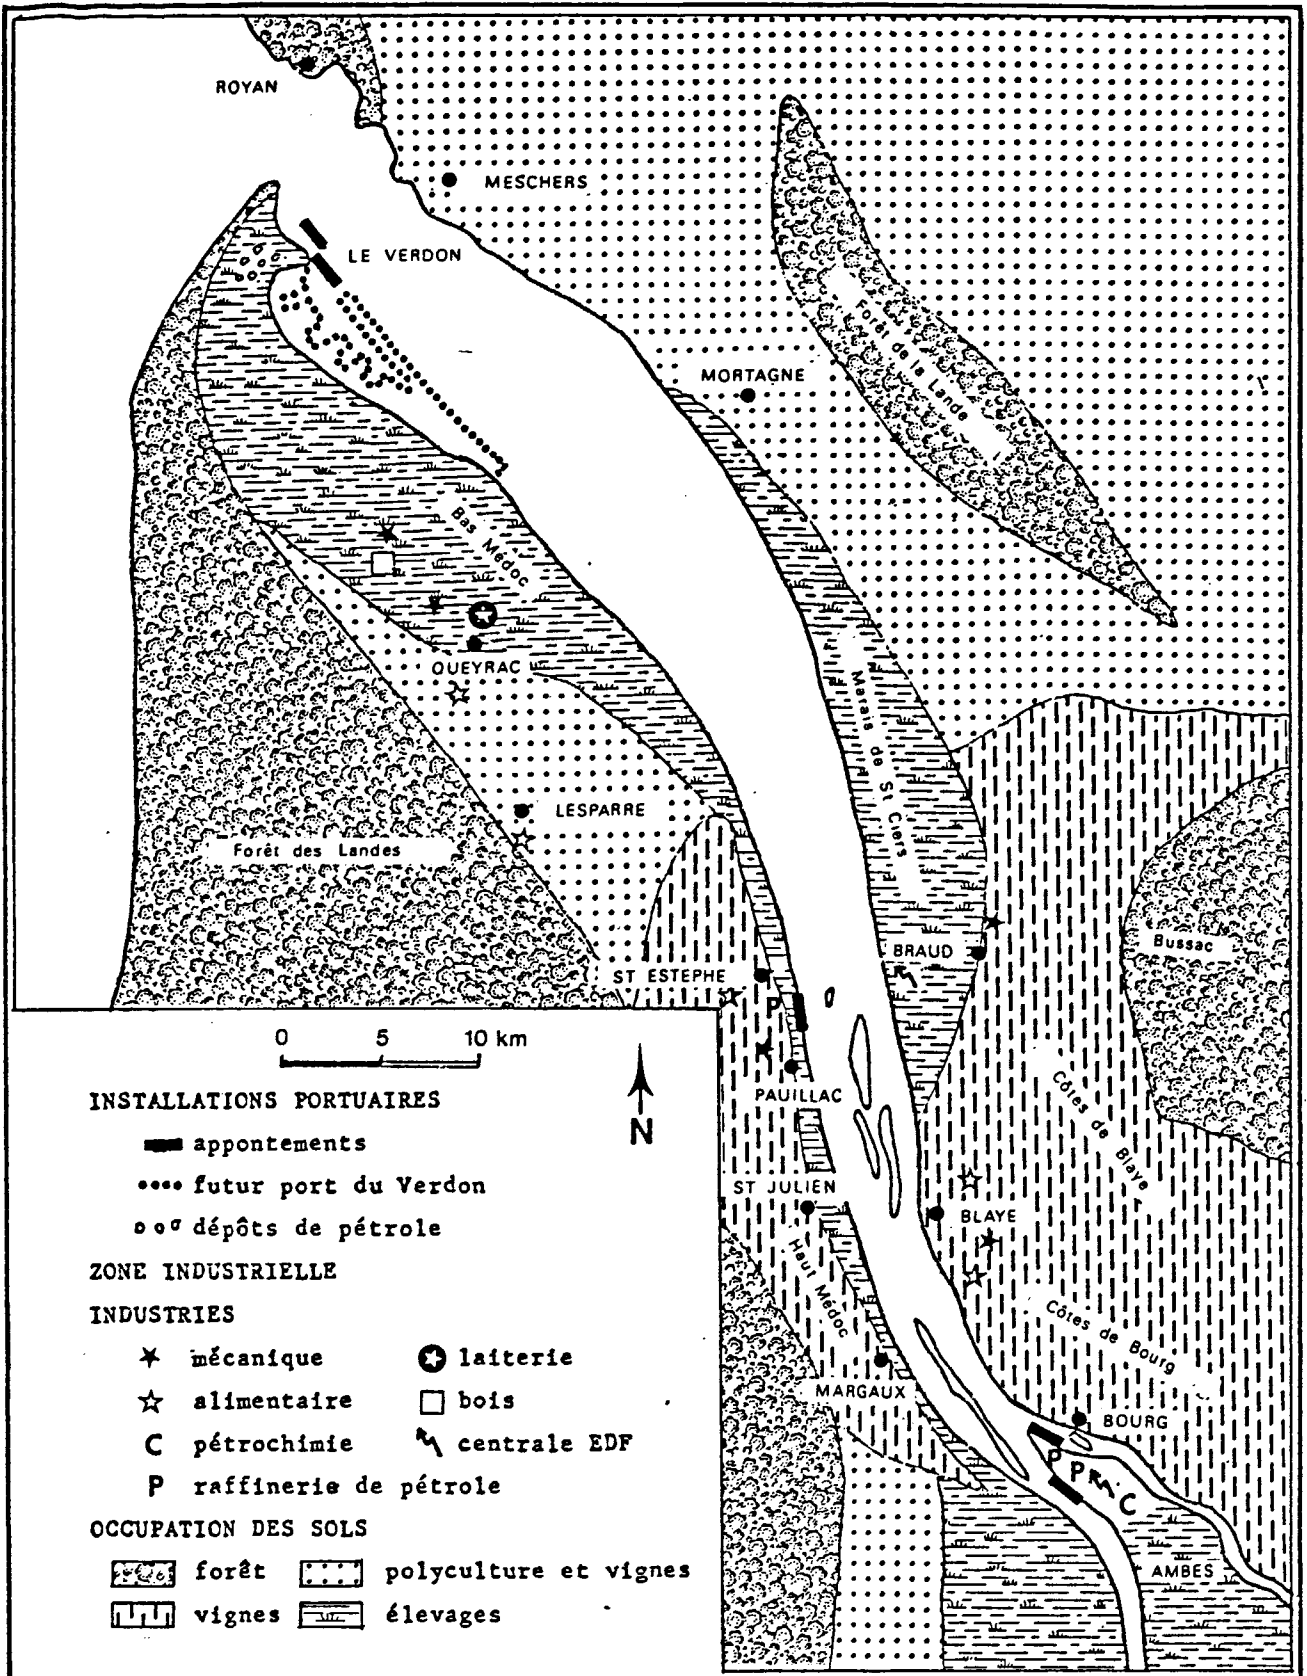 ROYAN
MESCHERS
LE VERDON
MORTAGNE
Forêt
de la
Lande
Bas Médoc
QUEYRAC
Marais de St Ciers
LESPARRE
Forêt des Landes
BRAUD
Bussac
ST ESTEPHE
P
PAUILLAC
Côtes de Blaye
ST JULIEN
BLAYE
Haut Médoc
Côtes de Bourg
MARGAUX
BOURG
P P C
AMBES
0 5 10 km
N
INSTALLATIONS PORTUAIRES
appontements
futur port du Verdon
dépôts de pétrole
ZONE INDUSTRIELLE
INDUSTRIES
mécanique
laiterie
alimentaire
bois
C pétrochimie
centrale EDF
P raffinerie de pétrole
OCCUPATION DES SOLS
forêt
polyculture et vignes
vignes
élevages